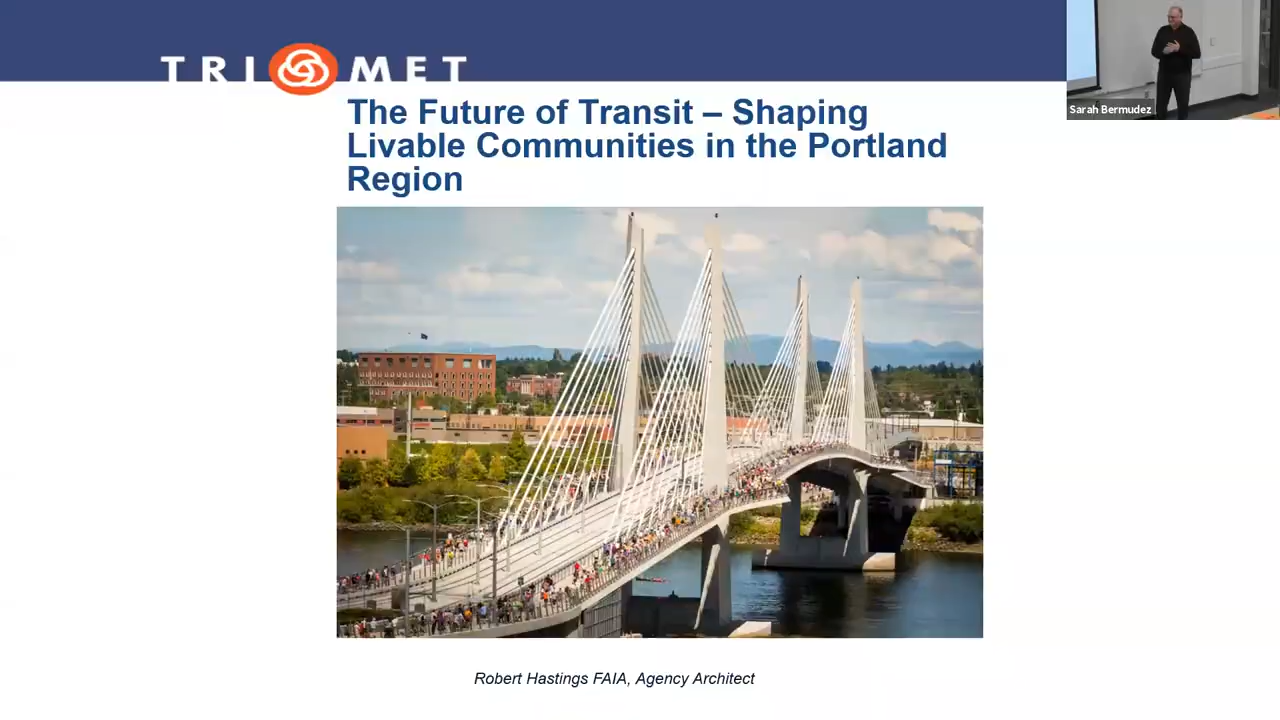 TRI MET
Sarah Bermudez
The Future of Transit – Shaping
Livable Communities in the Portland
Region
Robert Hastings FAIA, Agency Architect